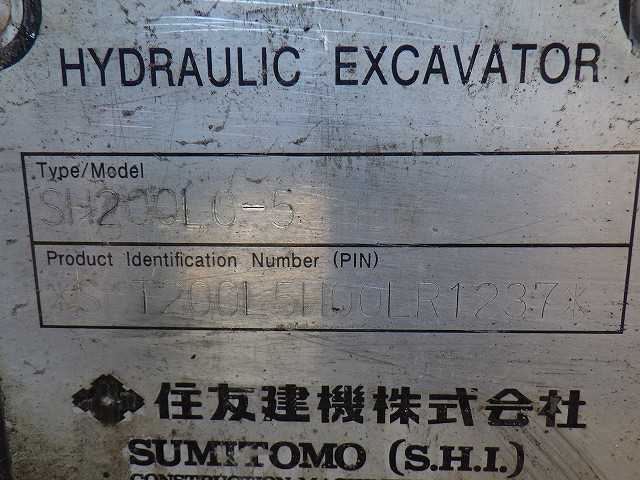 HYDRAULIC EXCAVATOR
Type/Model
SH200LC-5
Product Identification Number (PIN)
住友建機株式会社
SUMITOMO (S.H.I.)
CONSTRUCTION